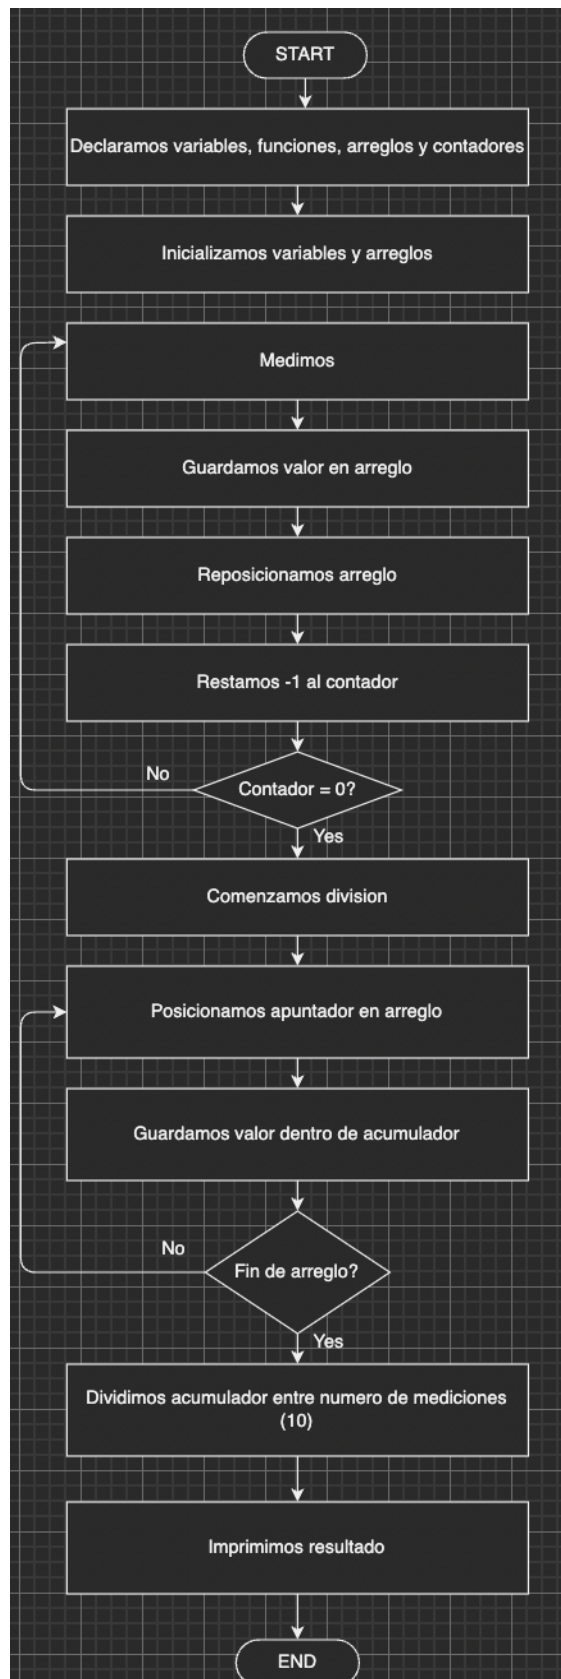 START
Declaramos variables, funciones, arreglos y contadores
Inicializamos variables y arreglos
Medimos
Guardamos valor en arreglo
Reposicionamos arreglo
Restamos -1 al contador
No
Contador = 0?
Yes
Comenzamos division
Posicionamos apuntador en arreglo
Guardamos valor dentro de acumulador
No
Fin de arreglo?
Yes
Dividimos acumulador entre numero de mediciones
(10)
Imprimimos resultado
END